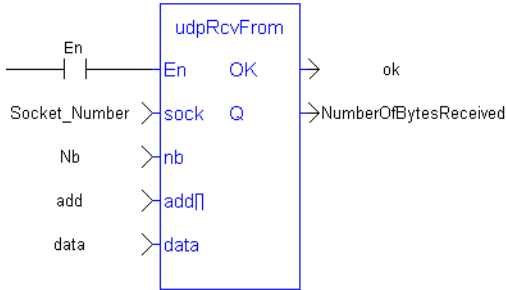 udpRcvFrom
En
En OK ok
Socket_Number sock Q NumberOfBytesReceived
Nb nb
add add[]
data data